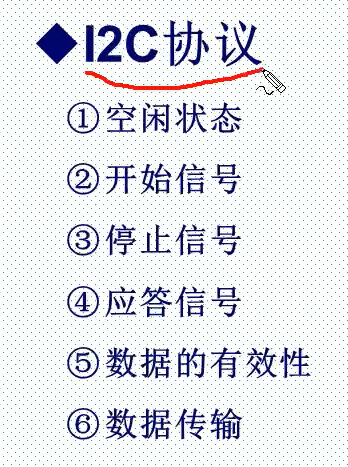 ◆I2C协议
①空闲状态
②开始信号
③停止信号
④应答信号
⑤数据的有效性
⑥数据传输